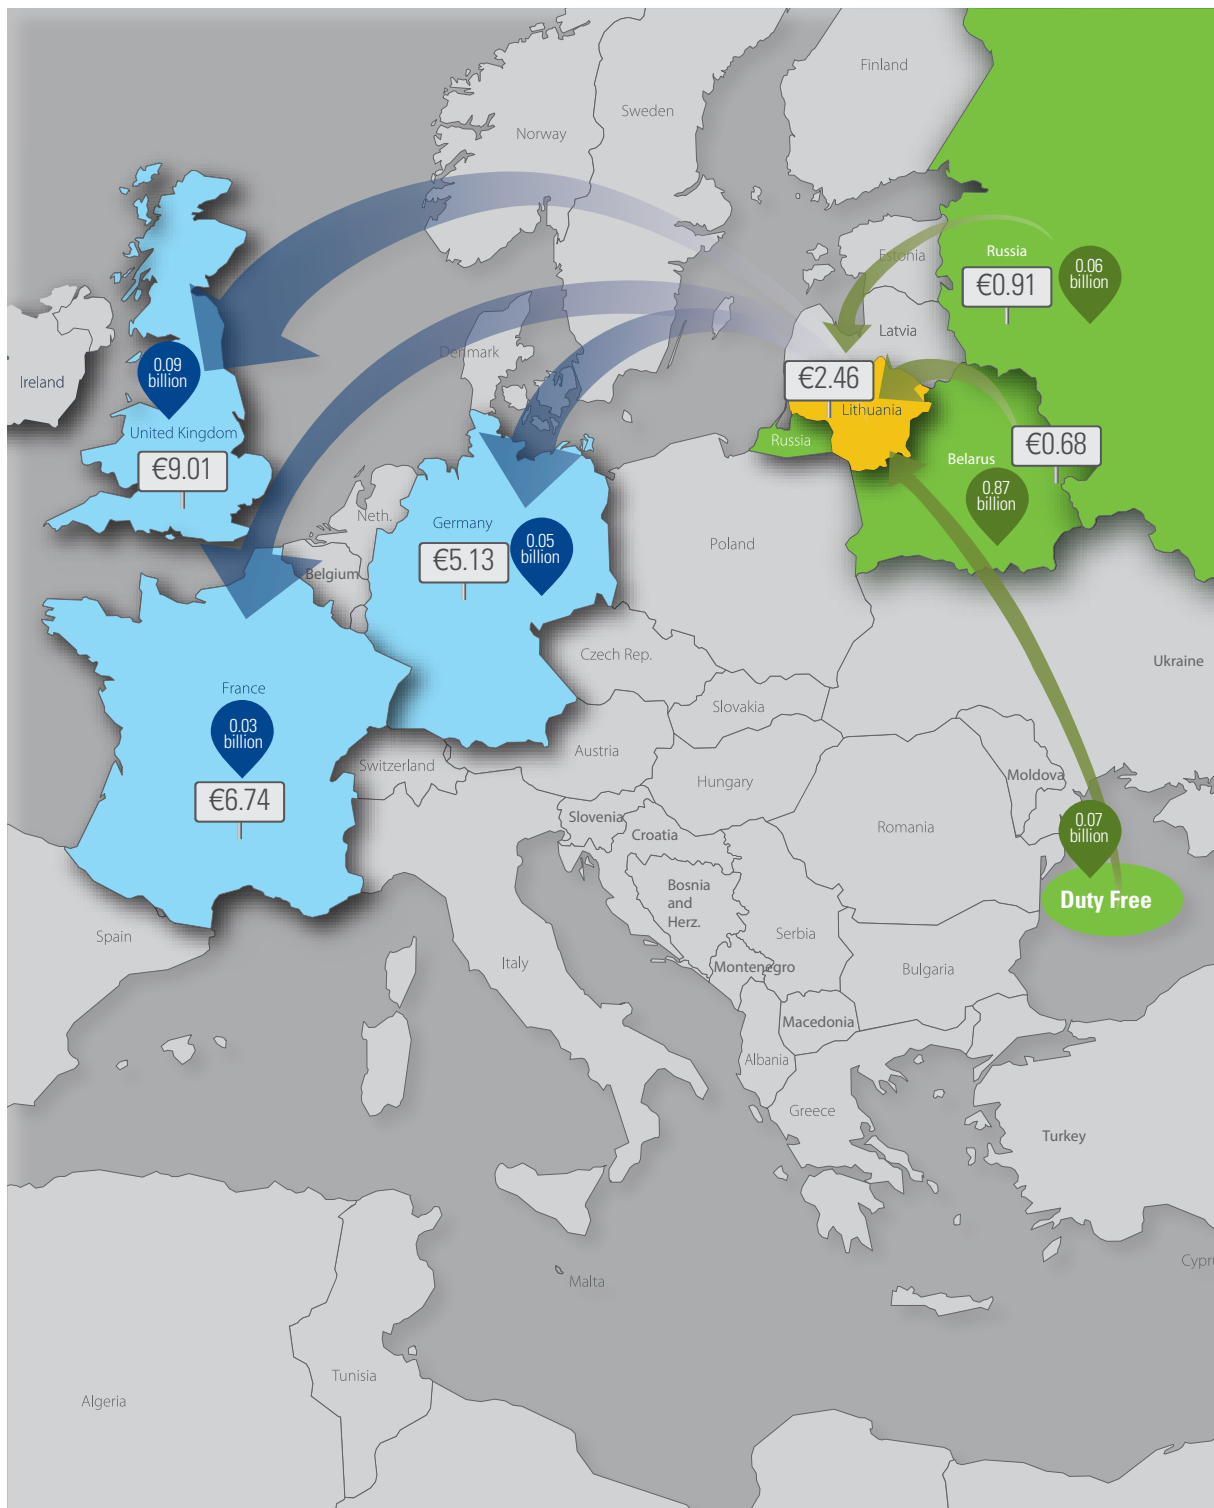 Finland
Sweden
Norway
Estonia
Russia
€0.91
0.06
billion
Latvia
Denmark
Ireland
0.09
billion
€2.46
Lithuania
United Kingdom
€9.01
Russia
€0.68
Belarus
0.87
billion
Neth.
Germany
€5.13
0.05
billion
Poland
Belgium
Czech Rep.
Ukraine
France
0.03
billion
€6.74
Slovakia
Austria
Switzerland
Hungary
Moldova
Slovenia
Croatia
Romania
0.07
billion
Duty Free
Bosnia
and
Herz.
Spain
Serbia
Italy
Montenegro
Bulgaria
Macedonia
Albania
Greece
Turkey
Malta
Cypru
Tunisia
Algeria